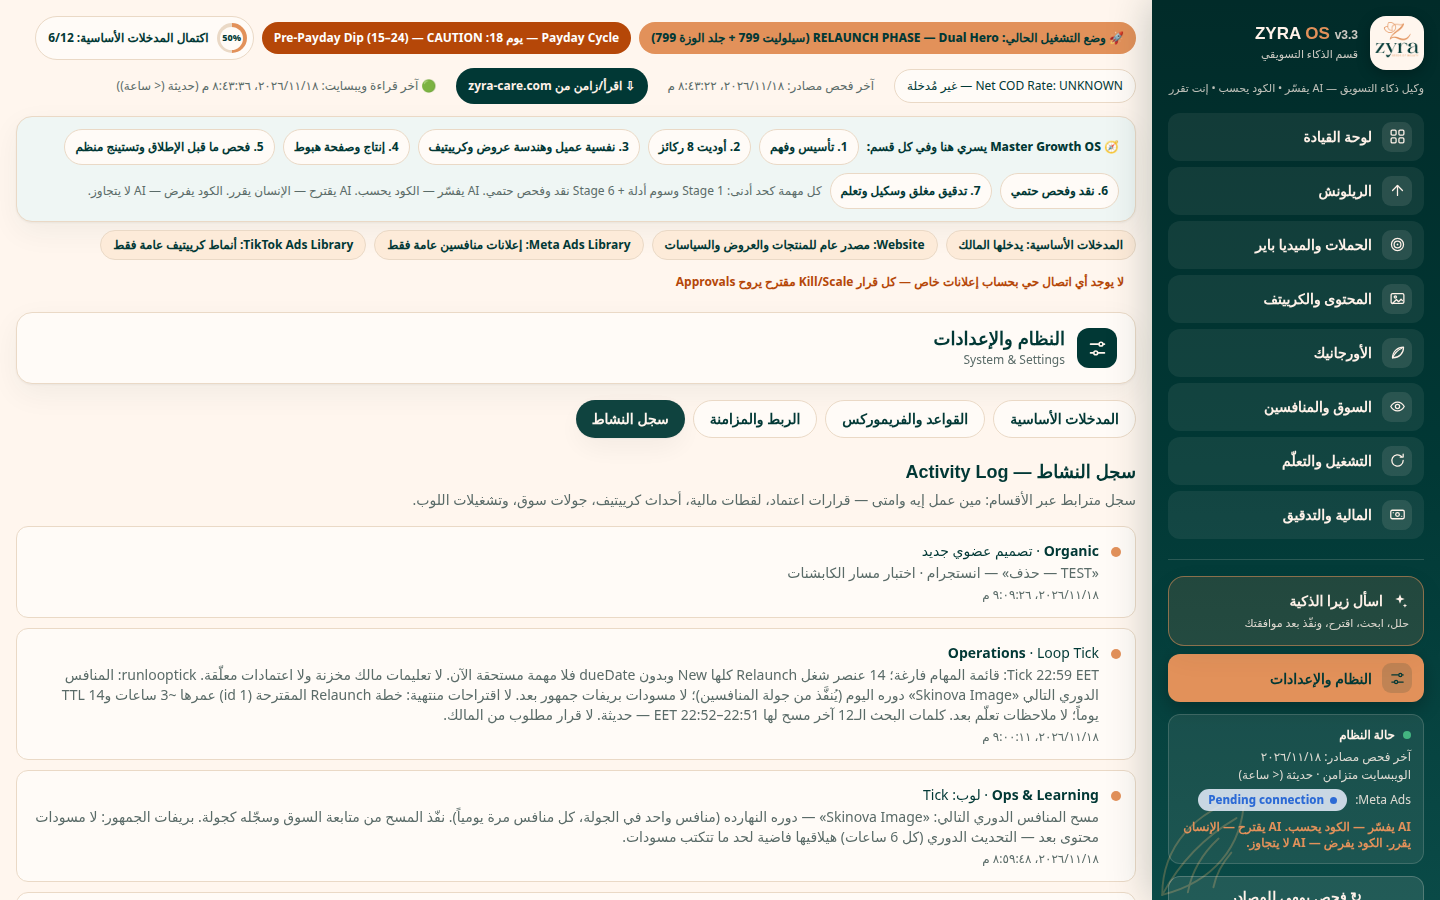 ZYRA OS v3.3
قسم الذكاء التسويقي
zyra
وكيل ذكاء التسويق — AI يفسّر • الكود يحسب • إنت تقرر
لوحة القيادة
الريلونش
الحملات والميديا باير
المحتوى والكرييتف
الأورجانيك
السوق والمنافسين
التشغيل والتعلّم
المالية والتدقيق
اسأل زيرا الذكية
حلل، ابحث، اقترح، ونفّذ بعد موافقتك
النظام والإعدادات
حالة النظام
آخر فحص مصادر: ٢٠٢٦/١١/١٨
الويبسايت متزامن · حديثة (< ساعة)
Meta Ads: Pending connection
AI يفسّر — الكود يحسب. AI يقترح — الإنسان
يقرر. الكود يفرض — AI لا يتجاوز.
↻ فحص يومي للمصادر
🚀 وضع التشغيل الحالي: RELAUNCH PHASE — Dual Hero (سيلوليت 799 + جلد الوزة 799)
Payday Cycle — يوم 18: Pre-Payday Dip (15–24) — CAUTION
اكتمال المدخلات الأساسية: 6/12
50%
Net COD Rate: UNKNOWN — غير مُدخلة
آخر فحص مصادر: ٢٠٢٦/١١/١٨، ٨:٤٣:٢٢ م
⇩ اقرأ/زامن من zyra-care.com
🟢 آخر قراءة ويبسايت: ٢٠٢٦/١١/١٨، ٨:٤٣:٣٦ م (حديثة (< ساعة))
🧭 Master Growth OS يسري هنا وفي كل قسم:
1. تأسيس وفهم
2. أوديت 8 ركائز
3. نفسية عميل وهندسة عروض وكرييتيف
4. إنتاج وصفحة هبوط
5. فحص ما قبل الإطلاق وتستينج منظم
6. نقد وفحص حتمي
7. تدقيق مغلق وسكيل وتعلم
كل مهمة كحد أدنى: Stage 1 وسوم أدلة + Stage 6 نقد وفحص حتمي. AI يفسّر — الكود يحسب. AI يقترح — الإنسان يقرر. الكود يفرض — AI لا يتجاوز.
المدخلات الأساسية: يدخلها المالك
Website: مصدر عام للمنتجات والعروض والسياسات
Meta Ads Library: إعلانات منافسين عامة فقط
TikTok Ads Library: أنماط كرييتيف عامة فقط
لا يوجد أي اتصال حي بحساب إعلانات خاص — كل قرار Kill/Scale مقترح يروح Approvals
النظام والإعدادات
System & Settings
المدخلات الأساسية
القواعد والفريموركس
الربط والمزامنة
سجل النشاط
سجل النشاط — Activity Log
سجل مترابط عبر الأقسام: مين عمل إيه وامتى — قرارات اعتماد، لقطات مالية، أحداث كرييتيف، جولات سوق، وتشغيلات اللوب.
Organic · تصميم عضوي جديد
«TEST — حذف» — انستجرام · اختبار مسار الكابشنات
٢٠٢٦/١١/١٨، ٩:٠٩:٢٦ م
Operations · Loop Tick
Tick 22:59 EET: قائمة المهام فارغة؛ 14 عنصر شغل Relaunch كلها New وبدون dueDate فلا مهمة مستحقة الآن. لا تعليمات مالك مخزنة ولا اعتمادات معلّقة. runlooptick: المنافس
الدوري التالي «Skinova Image» دوره اليوم (يُنفَّذ من جولة المنافسين)؛ لا مسودات بريفات جمهور بعد. لا اقتراحات منتهية: خطة Relaunch المقترحة (id 1) عمرها ~3 ساعات وTTL 14
يوماً؛ لا ملاحظات تعلّم بعد. كلمات البحث الـ12 آخر مسح لها 22:51–22:52 EET — حديثة. لا قرار مطلوب من المالك.
٢٠٢٦/١١/١٨، ٩:٠٠:١١ م
Ops & Learning · لوب: Tick
مسح المنافس الدوري التالي: «Skinova Image» — دوره النهارده (منافس واحد في الجولة، كل منافس مرة يومياً). نفّذ المسح من متابعة السوق وسجّله كجولة. بريفات الجمهور: لا مسودات
محتوى بعد — التحديث الدوري (كل 6 ساعات) هيلاقيها فاضية لحد ما تتكتب مسودات.
٢٠٢٦/١١/١٨، ٨:٥٩:٤٨ م